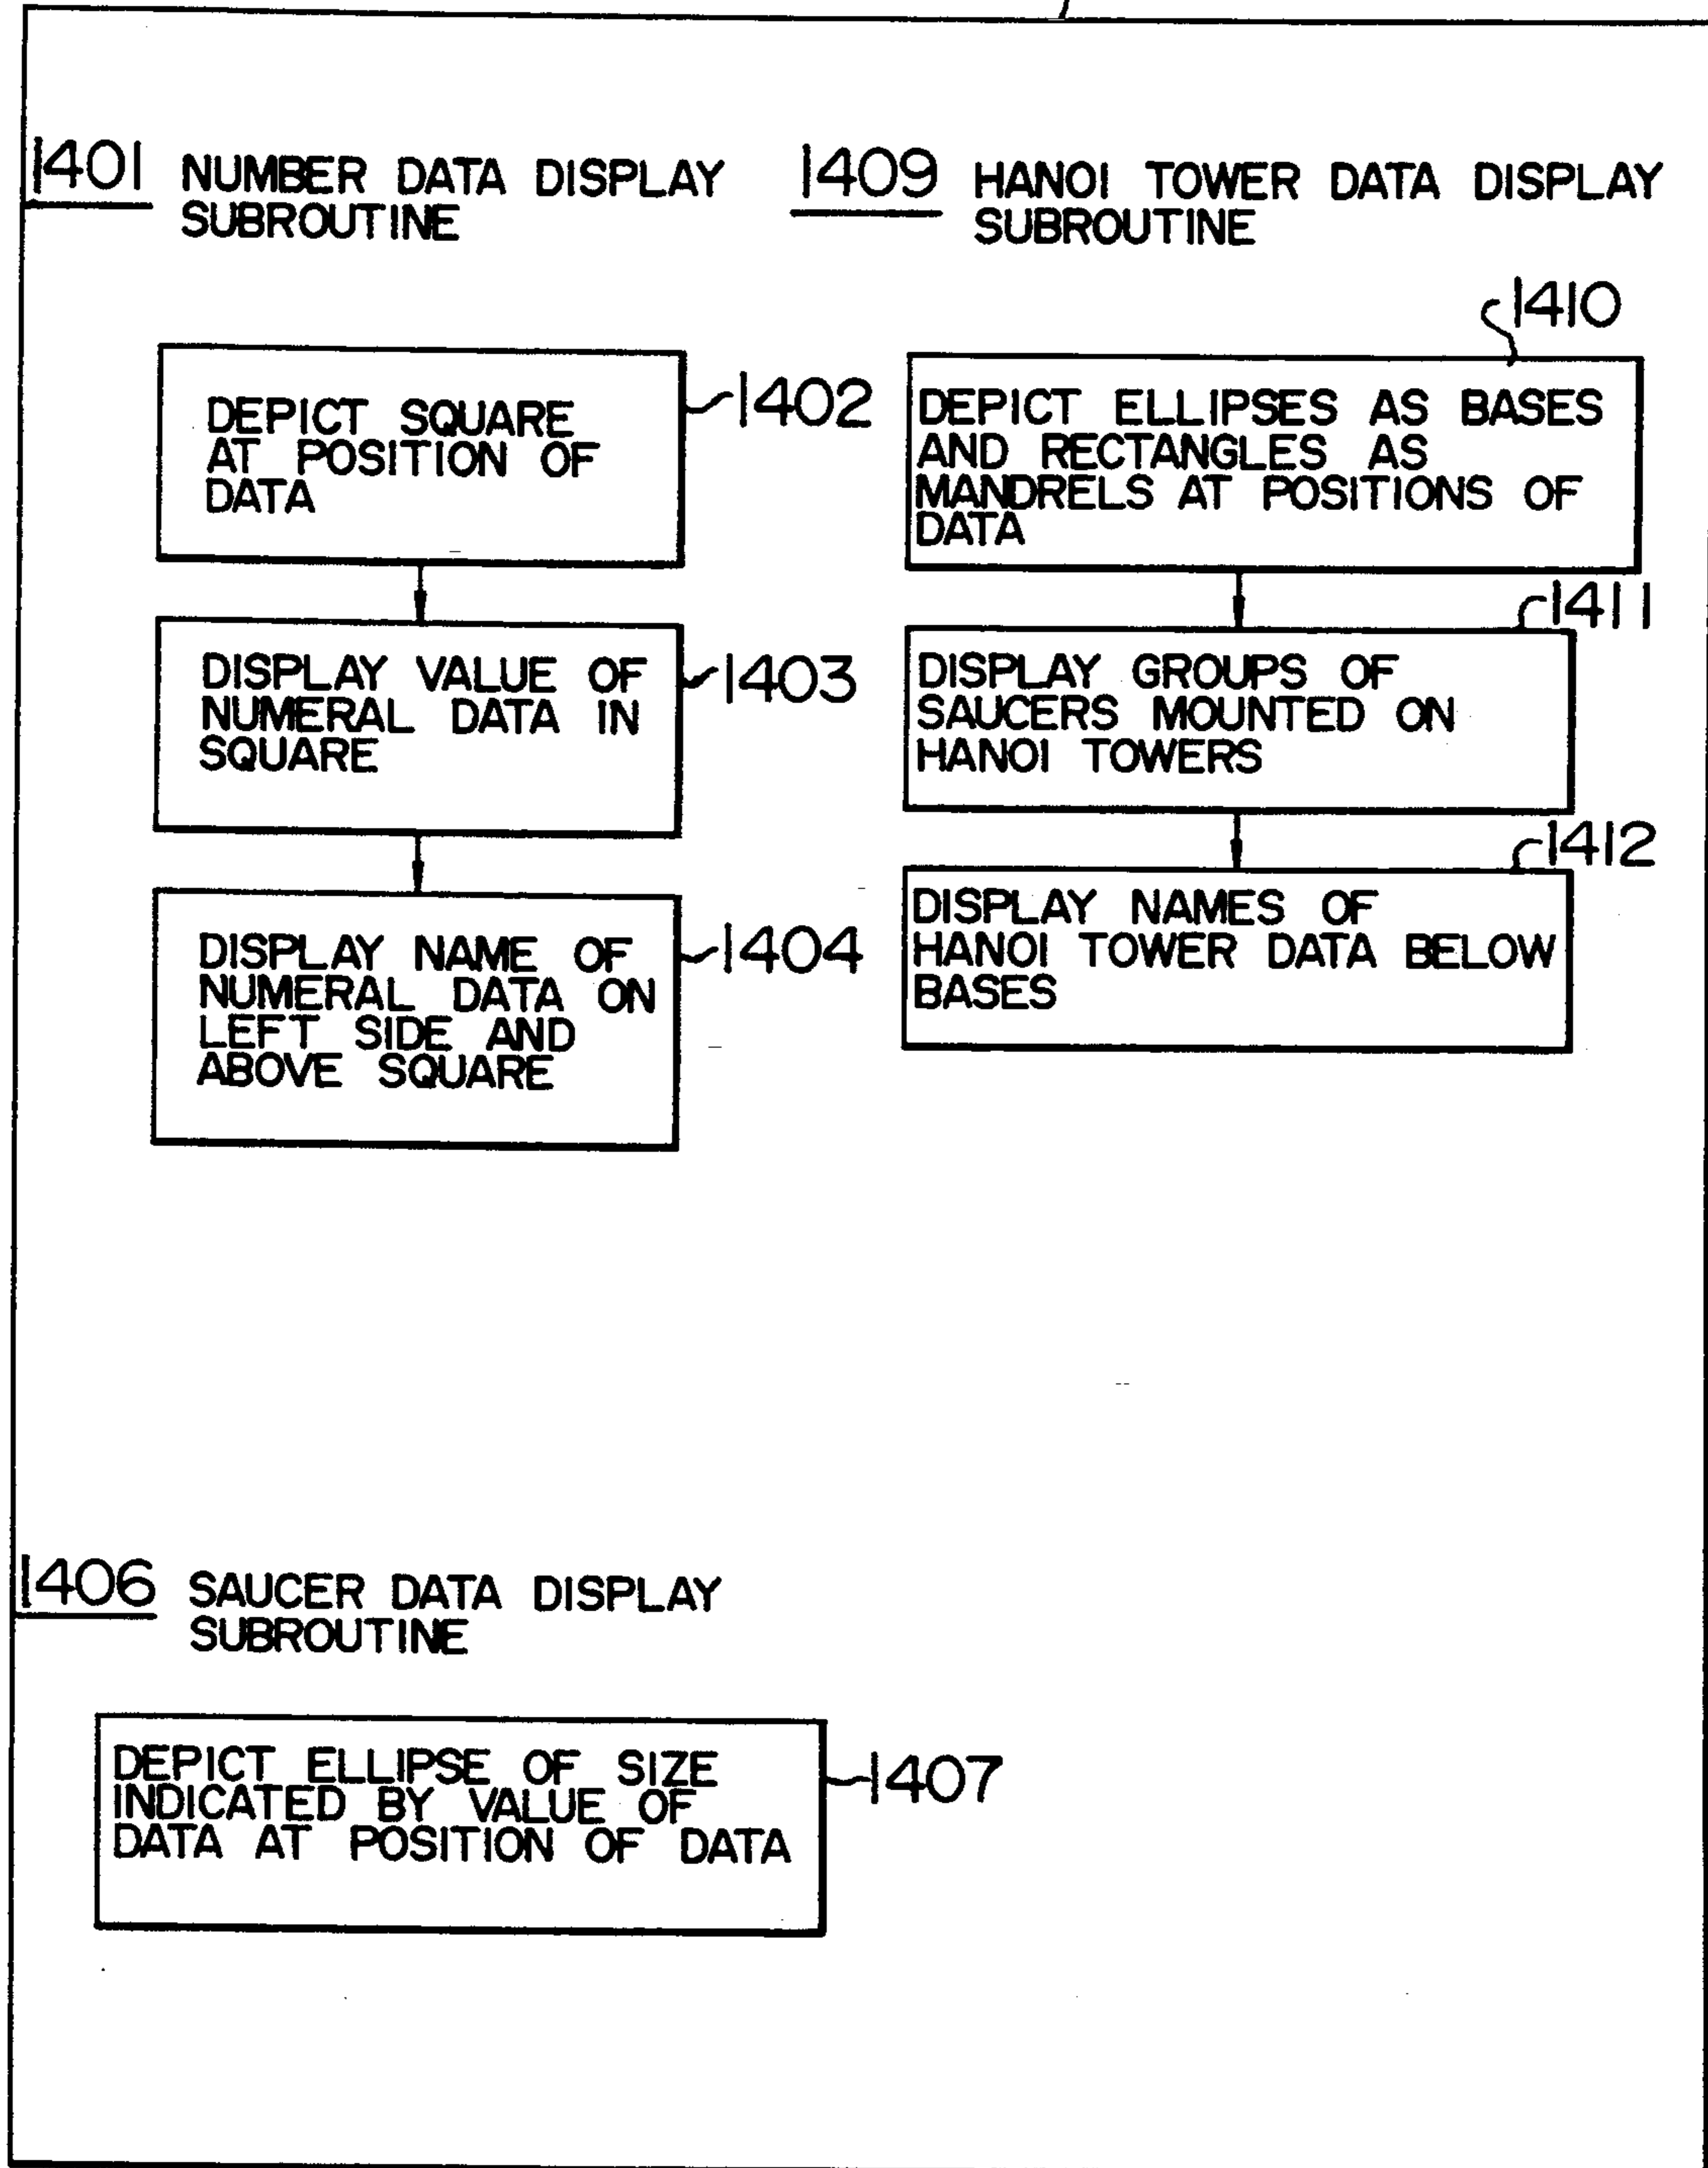 1401 NUMBER DATA DISPLAY
SUBROUTINE
1402
DEPICT SQUARE
AT POSITION OF
DATA
1403
DISPLAY VALUE OF
NUMERAL DATA IN
SQUARE
1404
DISPLAY NAME OF
NUMERAL DATA ON
LEFT SIDE AND
ABOVE SQUARE
1409 HANOI TOWER DATA DISPLAY
SUBROUTINE
1410
DEPICT ELLIPSES AS BASES
AND RECTANGLES AS
MANDRELS AT POSITIONS OF
DATA
1411
DISPLAY GROUPS OF
SAUCERS MOUNTED ON
HANOI TOWERS
1412
DISPLAY NAMES OF
HANOI TOWER DATA BELOW
BASES
1406 SAUCER DATA DISPLAY
SUBROUTINE
1407
DEPICT ELLIPSE OF SIZE
INDICATED BY VALUE OF
DATA AT POSITION OF DATA